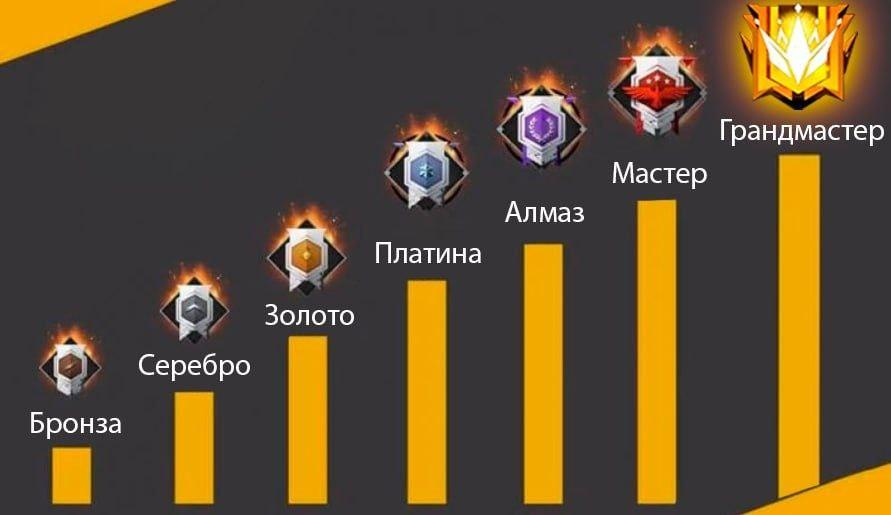 Бронза
Серебро
Золото
Платина
Алмаз
Мастер
Грандмастер